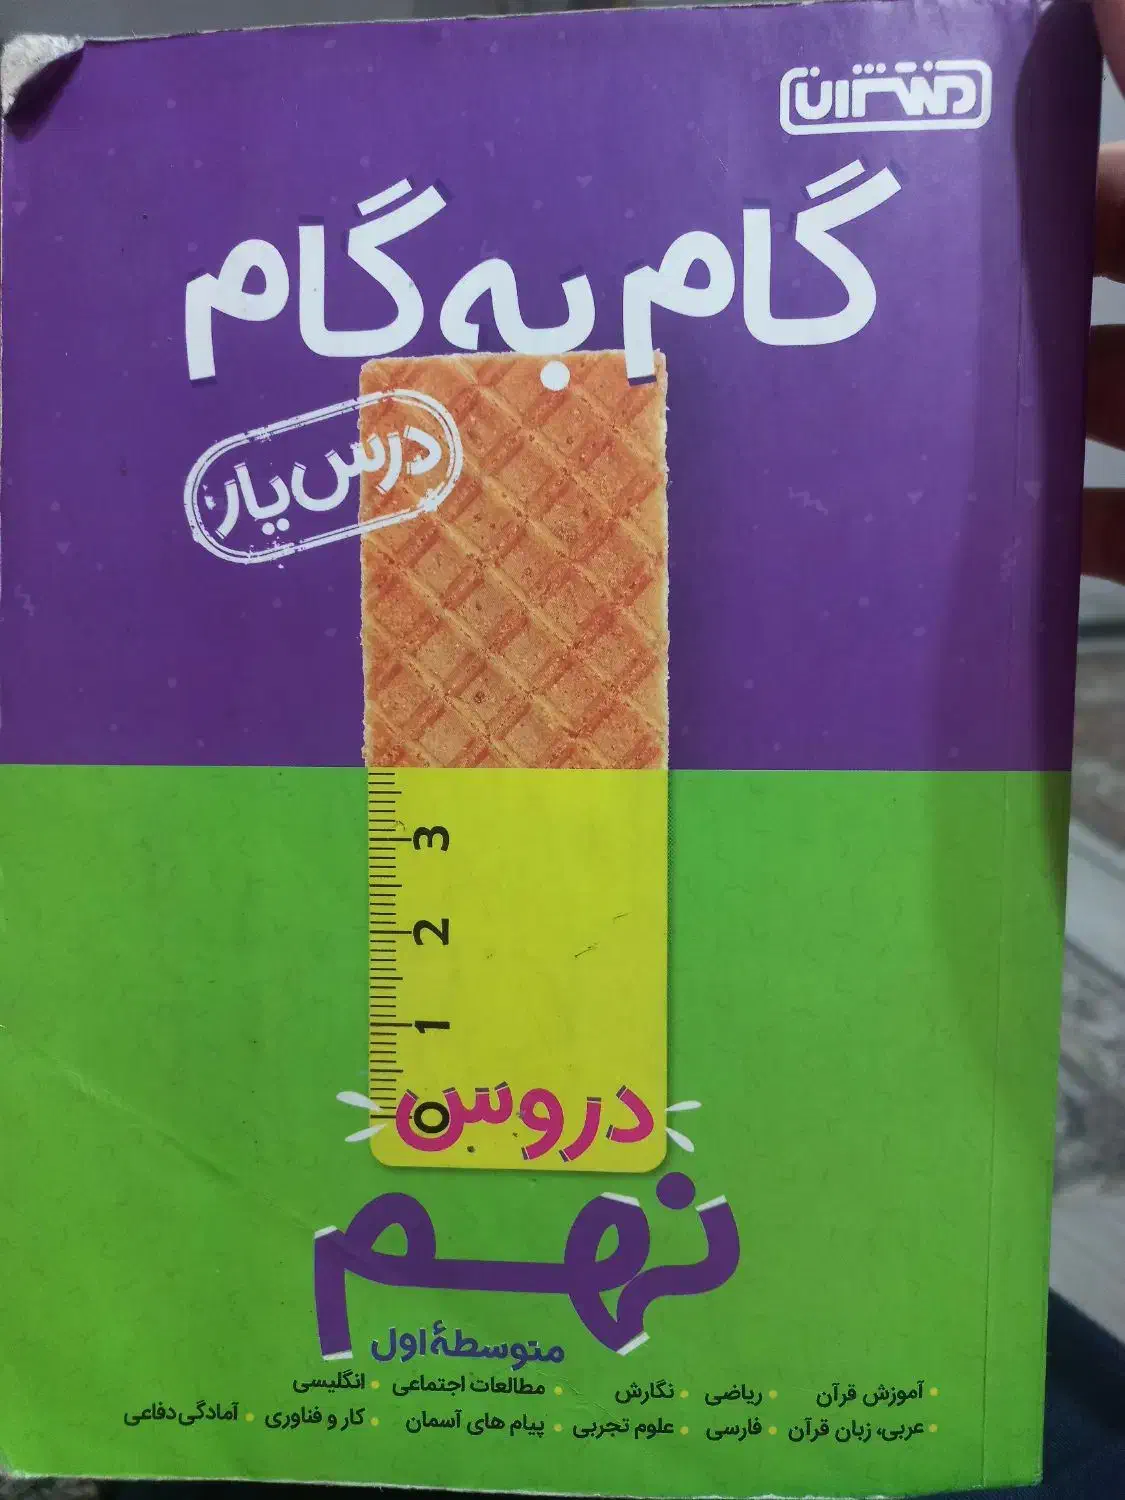 منتشران
گام به گام
درس یار
3
2
1
0
دروس
نهم
متوسطهٔ اول
• آموزش قرآن • ریاضی • نگارش • مطالعات اجتماعی • انگلیسی
• عربی، زبان قرآن • فارسی • علوم تجربی • پیام های آسمان • کار و فناوری • آمادگی دفاعی